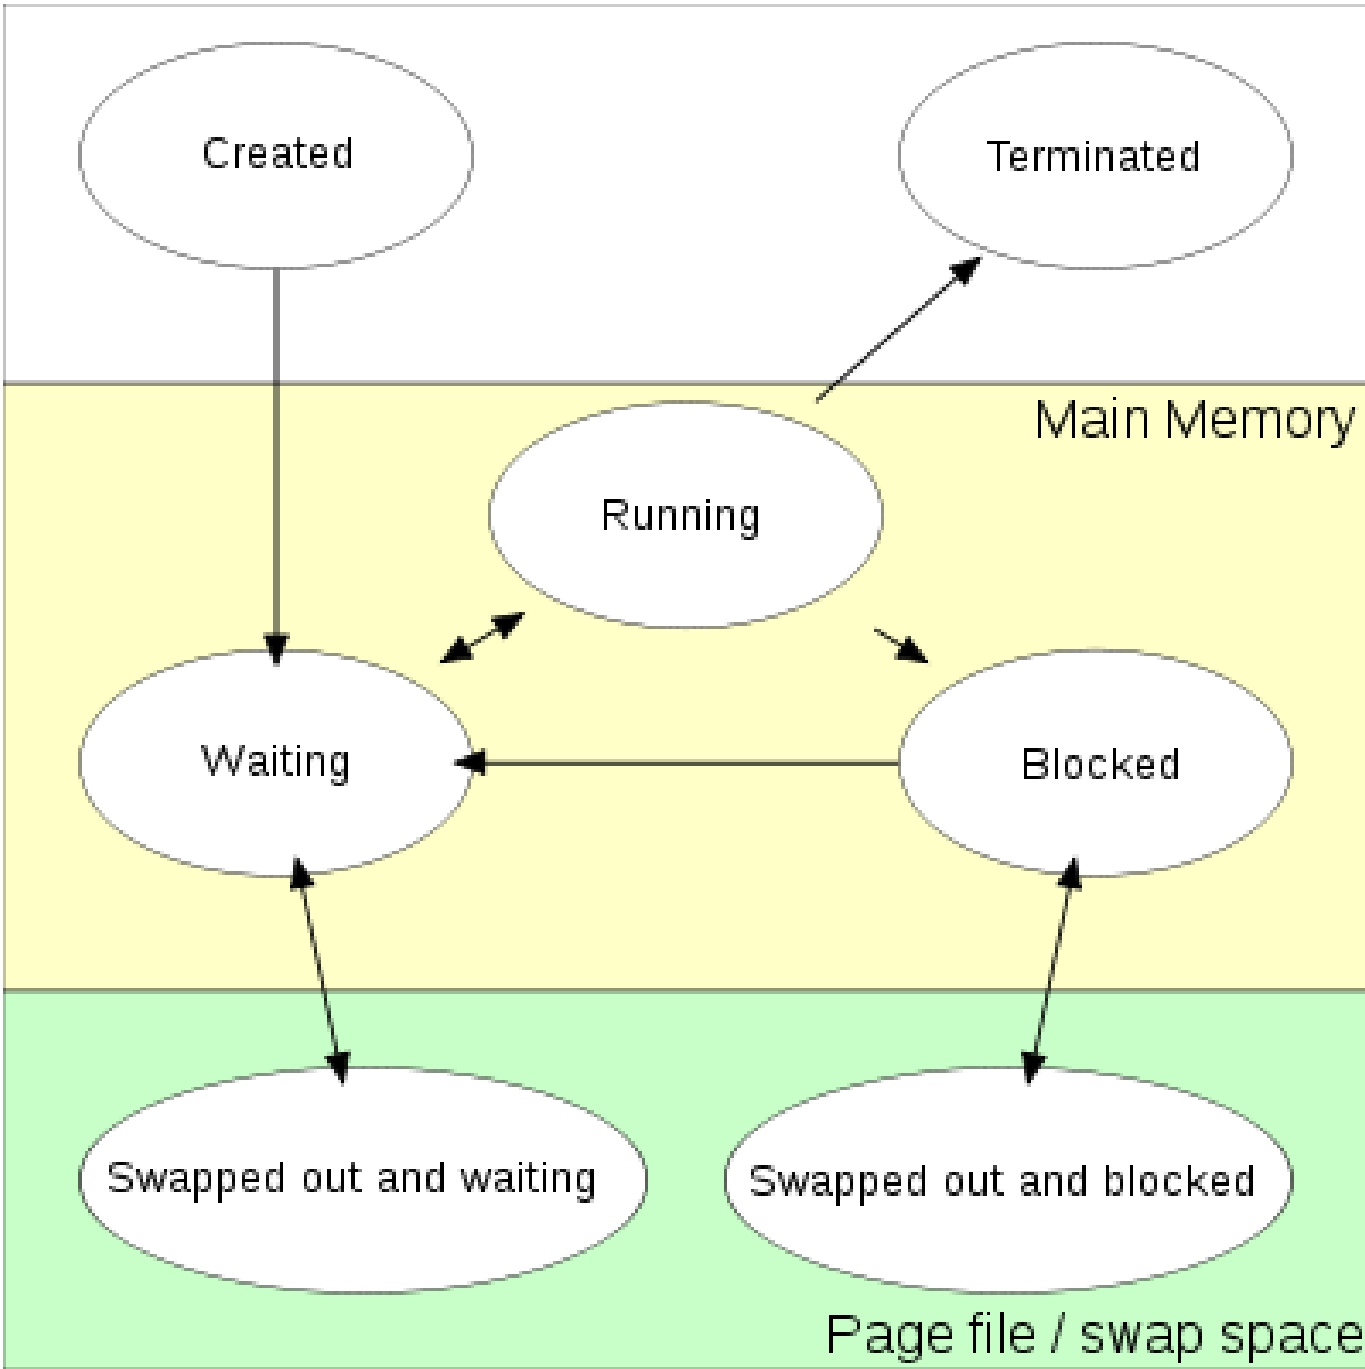 Created
Terminated
Main Memory
Running
Waiting
Blocked
Swapped out and waiting
Swapped out and blocked
Page file / swap space